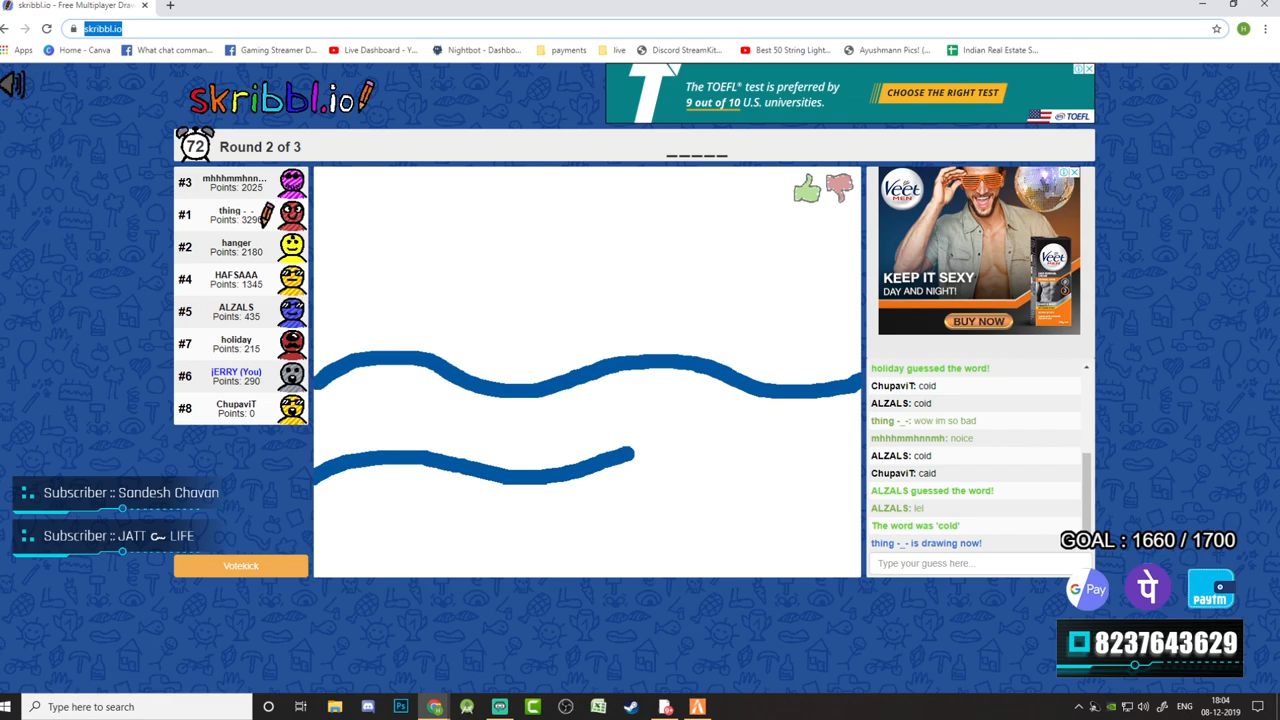 skribbl.io - Free Multiplayer Draw
skribbl.io
Apps
Home - Canva
What chat comman...
Gaming Streamer D...
Live Dashboard - Y...
Nightbot - Dashbo...
payments
live
Discord StreamKit...
Best 50 String Light...
Ayushmann Pics! (...
Indian Real Estate S...
skribbl.io
The TOEFL® test is preferred by
9 out of 10 U.S. universities.
CHOOSE THE RIGHT TEST
TOEFL
72
Round 2 of 3
_ _ _ _ _
#3 mhhhmmhnn...
Points: 2025
#1 thing -_-
Points: 3290
#2 hanger
Points: 2180
#4 HAFSAAA
Points: 1345
#5 ALZALS
Points: 435
#7 holiday
Points: 215
#6 jERRY (You)
Points: 290
#8 ChupaviT
Points: 0
Votekick
Subscriber :: Sandesh Chavan
Subscriber :: JATT LIFE
Veet
MEN
KEEP IT SEXY
DAY AND NIGHT!
Veet
MEN
BUY NOW
holiday guessed the word!
ChupaviT: coid
ALZALS: coid
thing -_-: wow im so bad
mhhhmmhnnmh: noice
ALZALS: coid
ChupaviT: caid
ALZALS guessed the word!
ALZALS: lel
The word was 'cold'
thing -_- is drawing now!
Type your guess here...
GOAL : 1660 / 1700
G Pay
पे
paytm
8237643629
Type here to search
Ps
ENG
18:04
08-12-2019